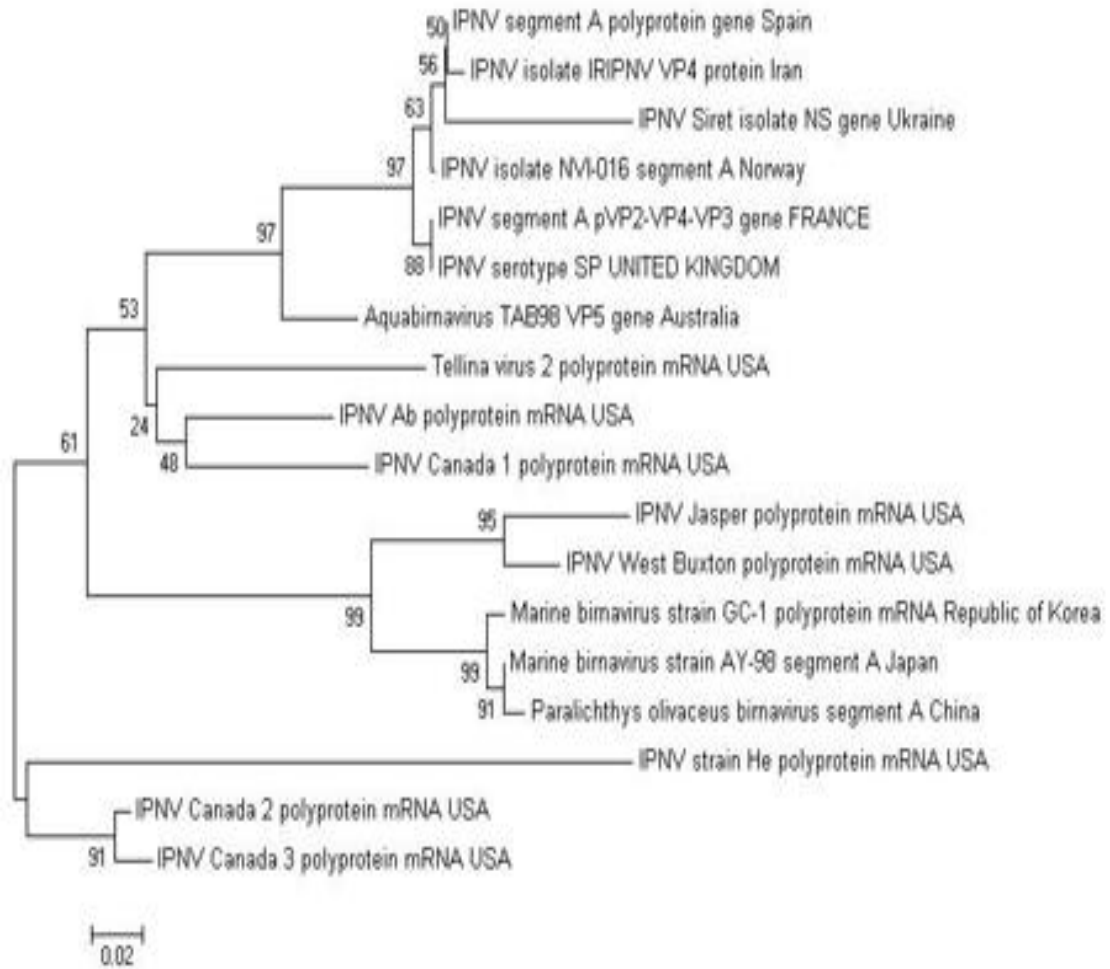 50 IPNV segment A polyprotein gene Spain
56 IPNV isolate IRIPNV VP4 protein Iran
63 IPNV Siret isolate NS gene Ukraine
97 IPNV isolate NVI-016 segment A Norway
IPNV segment A pVP2-VP4-VP3 gene FRANCE
97
88 IPNV serotype SP UNITED KINGDOM
53 Aquabirnavirus TAB98 VP5 gene Australia
Tellina virus 2 polyprotein mRNA USA
24 IPNV Ab polyprotein mRNA USA
61
48 IPNV Canada 1 polyprotein mRNA USA
95 IPNV Jasper polyprotein mRNA USA
IPNV West Buxton polyprotein mRNA USA
99 Marine birnavirus strain GC-1 polyprotein mRNA Republic of Korea
99 Marine birnavirus strain AY-98 segment A Japan
91 Paralichthys olivaceus birnavirus segment A China
IPNV strain He polyprotein mRNA USA
IPNV Canada 2 polyprotein mRNA USA
91 IPNV Canada 3 polyprotein mRNA USA
0.02